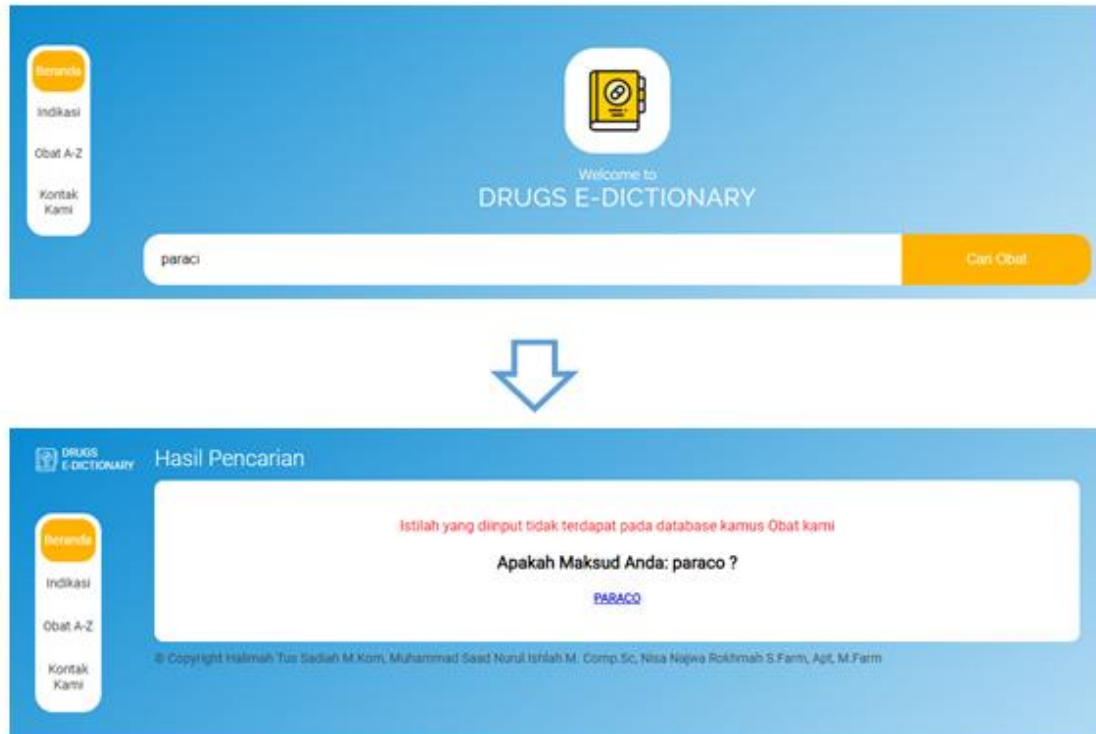 Beranda
Indikasi
Obat A-Z
Kontak
Kami
Welcome to
DRUGS E-DICTIONARY
paraci
Cari Obat
DRUGS
E-DICTIONARY
Hasil Pencarian
Istilah yang diinput tidak terdapat pada database kamus Obat kami
Apakah Maksud Anda: paraco ?
PARACO
Beranda
Indikasi
Obat A-Z
Kontak
Kami
© Copyright Halimah Tus Sadiah M.Kom, Muhammad Saad Nurul Ishlah M. Comp.Sc, Nisa Najwa Rokhmah S.Farm, Apt, M.Farm